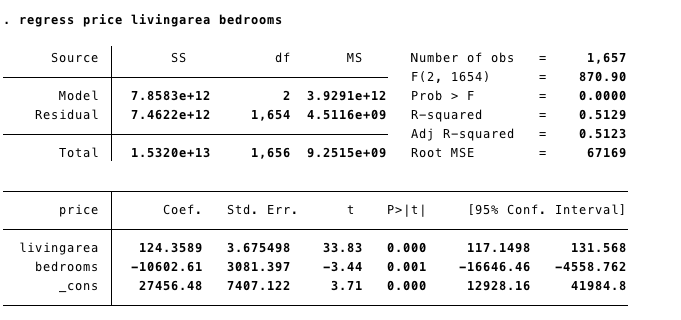 . regress price livingarea bedrooms
Source SS df MS Number of obs = 1,657
F(2, 1654) = 870.90
Model 7.8583e+12 2 3.9291e+12 Prob > F = 0.0000
Residual 7.4622e+12 1,654 4.5116e+09 R-squared = 0.5129
Adj R-squared = 0.5123
Total 1.5320e+13 1,656 9.2515e+09 Root MSE = 67169
price Coef. Std. Err. t P>|t| [95% Conf. Interval]
livingarea 124.3589 3.675498 33.83 0.000 117.1498 131.568
bedrooms −10602.61 3081.397 −3.44 0.001 −16646.46 −4558.762
_cons 27456.48 7407.122 3.71 0.000 12928.16 41984.8